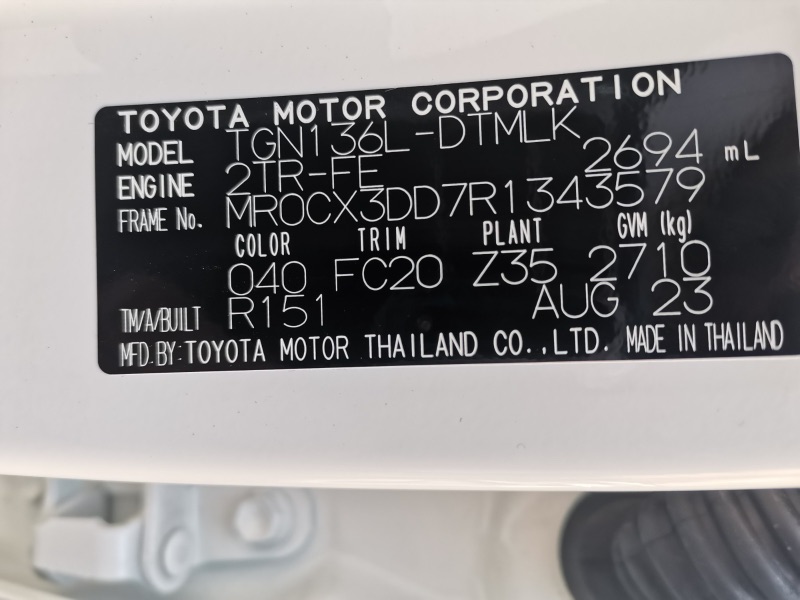 TOYOTA MOTOR CORPORATION
MODEL TGN136L-DTMLK
ENGINE 2TR-FE 2694 mL
FRAME No. MR0CX3DD7R1343579
COLOR TRIM PLANT GVM (kg)
040 FC20 Z35 2710
TM/A/BUILT R151 AUG 23
MFD.BY:TOYOTA MOTOR THAILAND CO.,LTD. MADE IN THAILAND